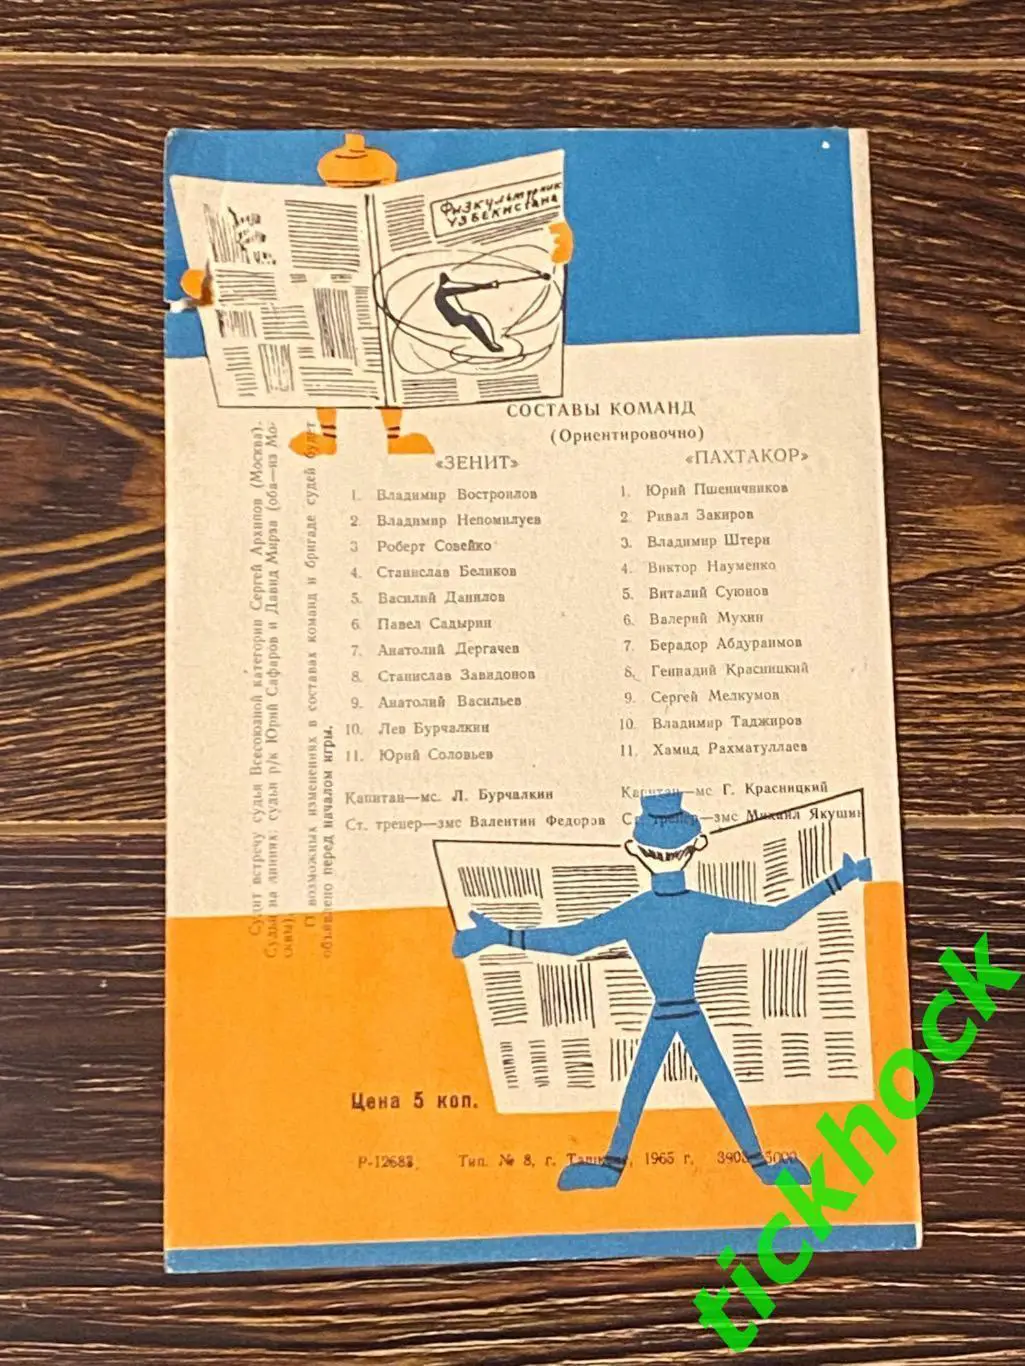 Физкультурник
Узбекистана
СОСТАВЫ КОМАНД
(Ориентировочно)
«ЗЕНИТ»
1. Владимир Востроилов
2. Владимир Непомилуев
3 Роберт Совейко
4. Станислав Беликов
5. Василий Данилов
6. Павел Садырин
7. Анатолий Дергачев
8. Станислав Завидонов
9. Анатолий Васильев
10. Лев Бурчалкин
11. Юрий Соловьев
Капитан—мс. Л. Бурчалкин
Ст. тренер—змс Валентин Федоров
«ПАХТАКОР»
1. Юрий Пшеничников
2. Ривал Закиров
3. Владимир Штерн
4. Виктор Науменко
5. Виталий Суюнов
6. Валерий Мухин
7. Берадор Абдураимов
8. Геннадий Красницкий
9. Сергей Мелкумов
10. Владимир Таджиров
11. Хамид Рахматуллаев
Капитан—мс Г. Красницкий
Ст. тренер—змс Михаил Якушин
Судит встречу судья Всесоюзной категории Сергей Архипов (Москва).
Судьи на линиях: судьи р/к Юрий Сафаров и Давид Мирза (оба—из Мо-
сквы).
О возможных изменениях в составах команд и бригаде судей будет
объявлено перед началом игры.
Цена 5 коп.
Р-12683 Тип. № 8, г. Ташкент, 1965 г. 5000
tickhock